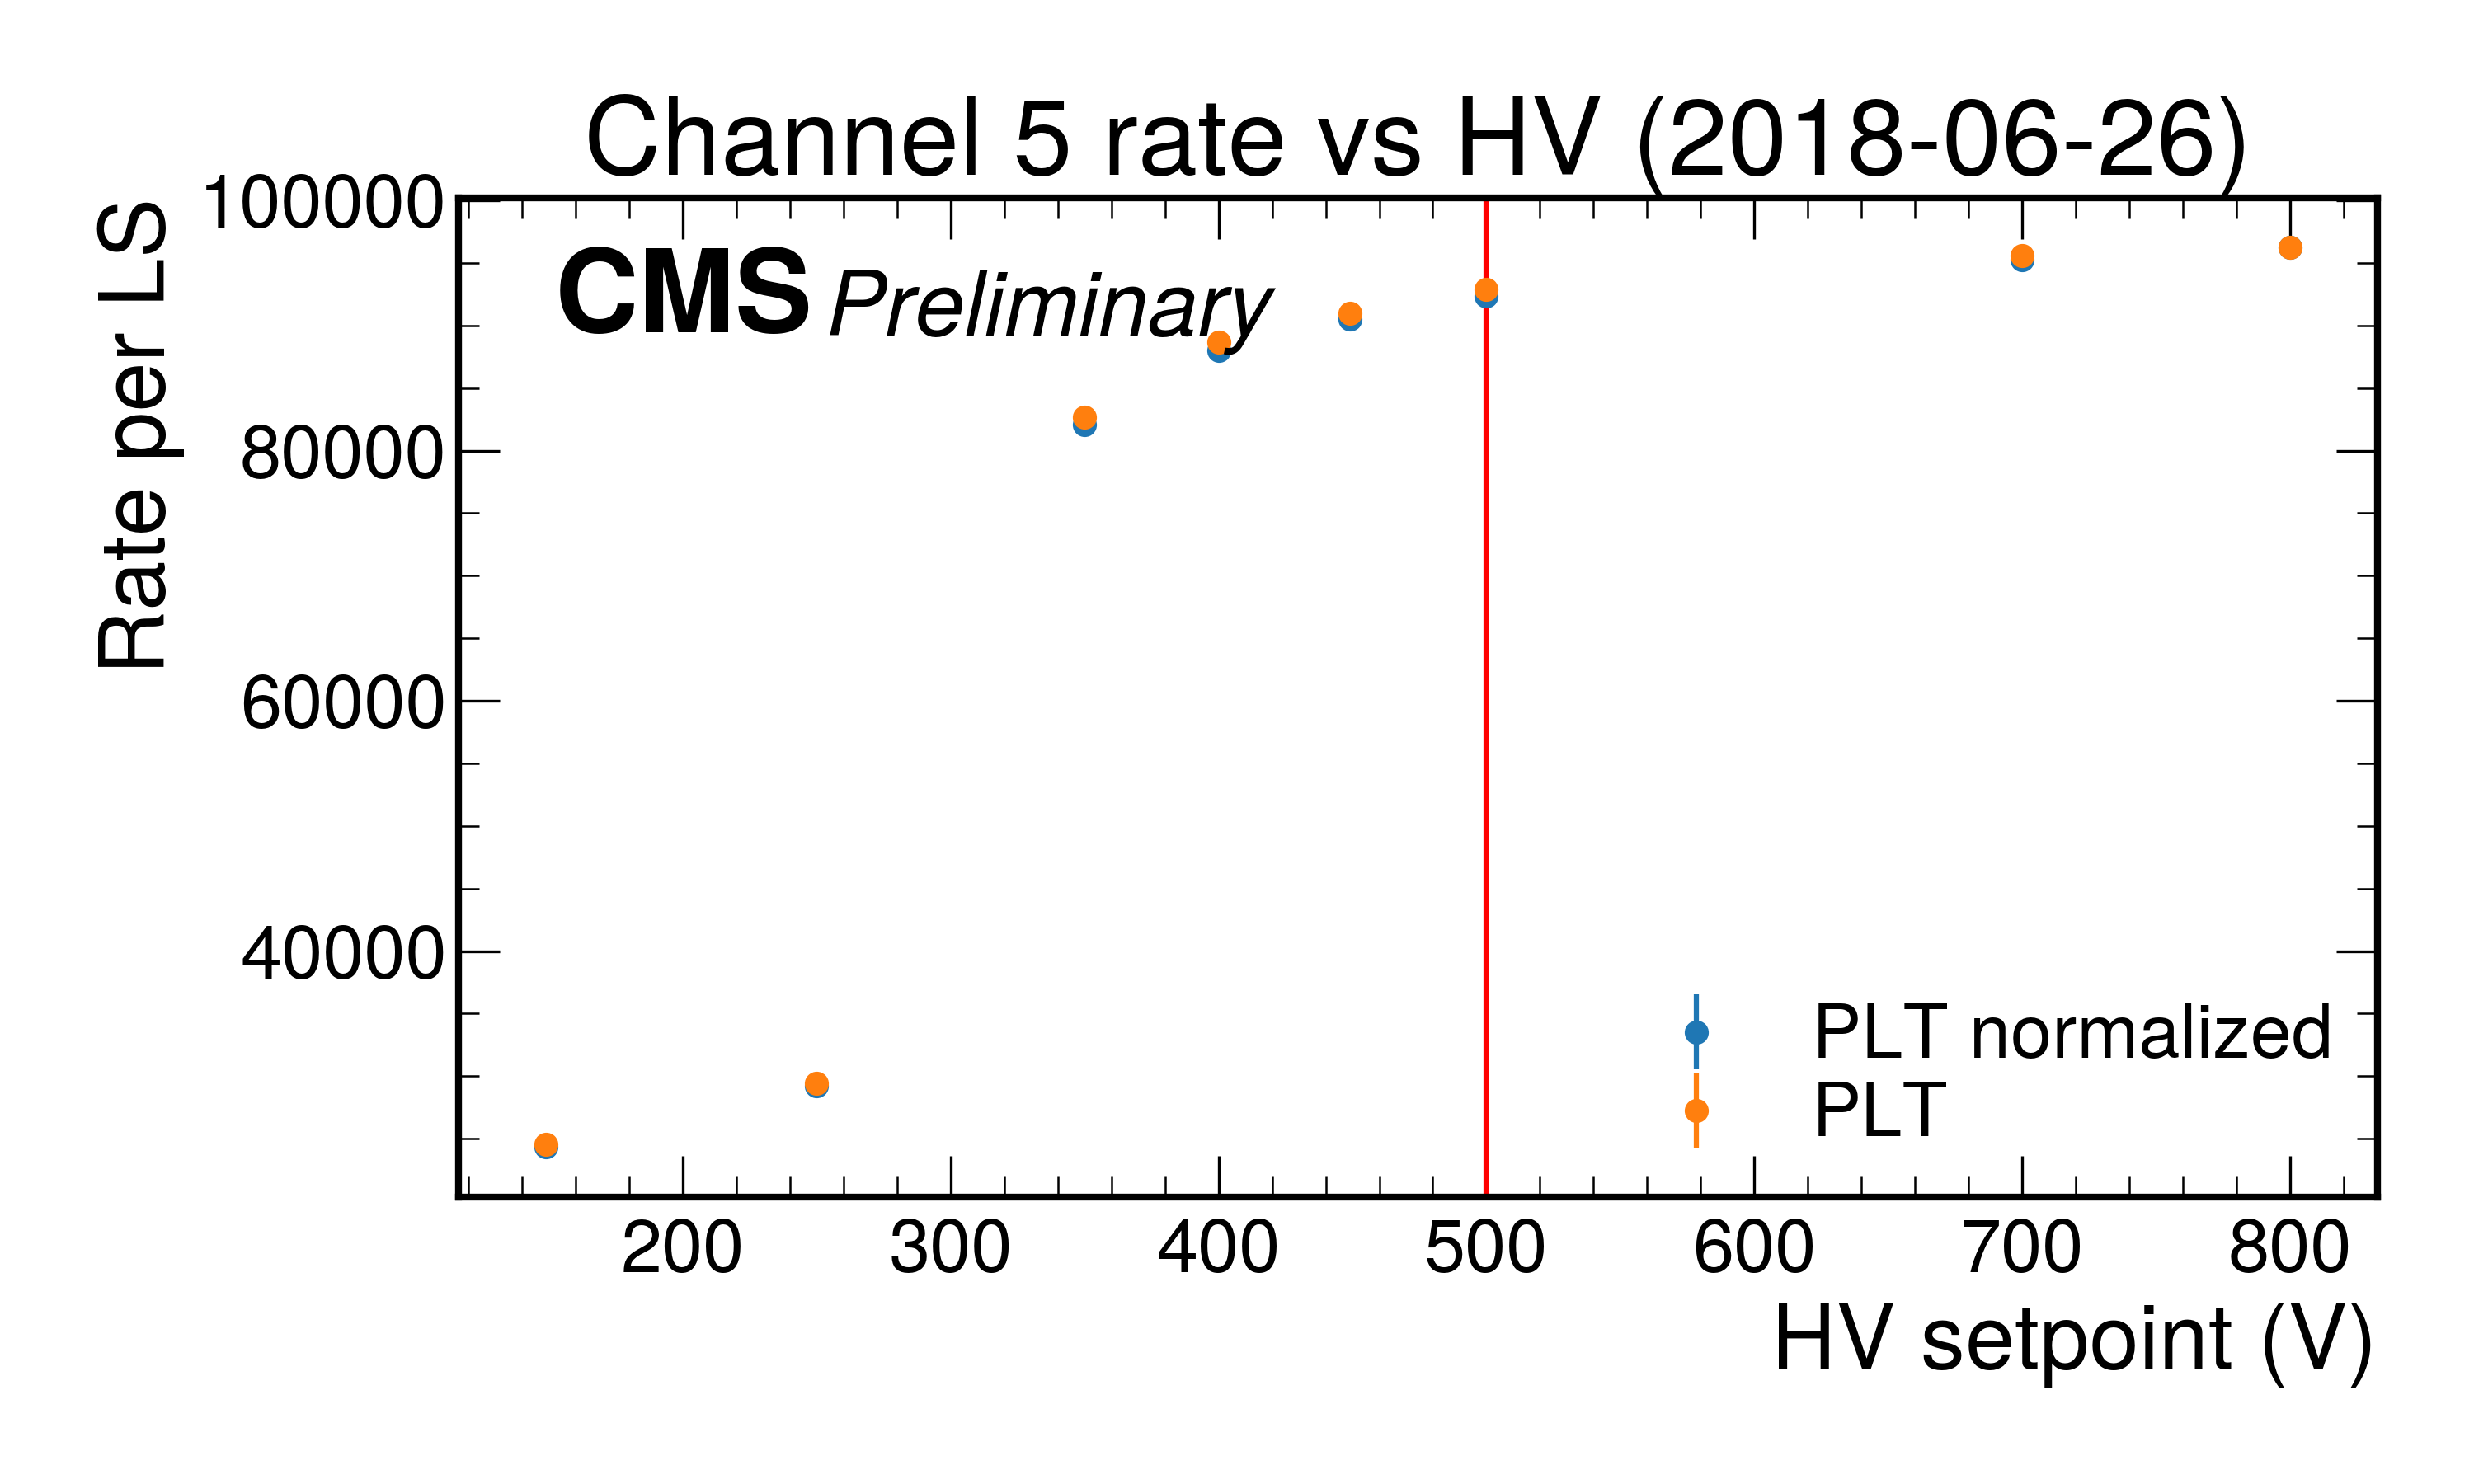 Channel 5 rate vs HV (2018-06-26)
CMS Preliminary
Rate per LS
100000
80000
60000
40000
PLT normalized
PLT
200 300 400 500 600 700 800
HV setpoint (V)